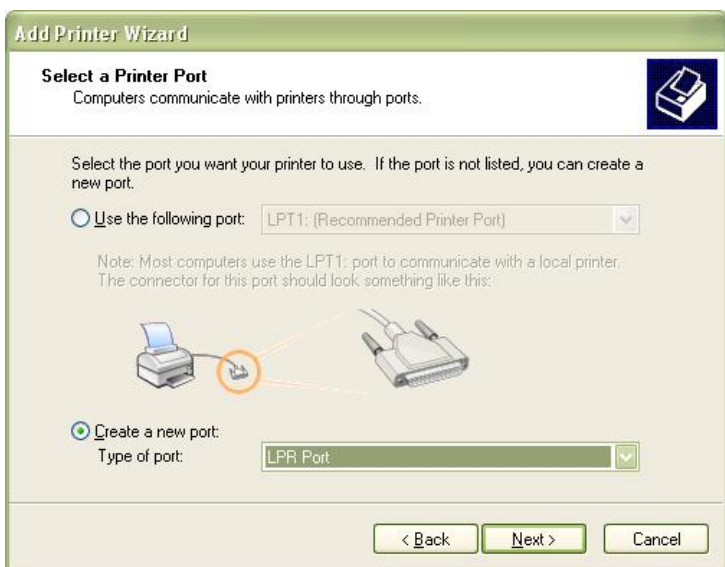 Add Printer Wizard
Select a Printer Port
Computers communicate with printers through ports.
Select the port you want your printer to use. If the port is not listed, you can create a
new port.
Use the following port: LPT1: (Recommended Printer Port)
Note: Most computers use the LPT1: port to communicate with a local printer.
The connector for this port should look something like this:
Create a new port:
Type of port: LPR Port
< Back Next > Cancel